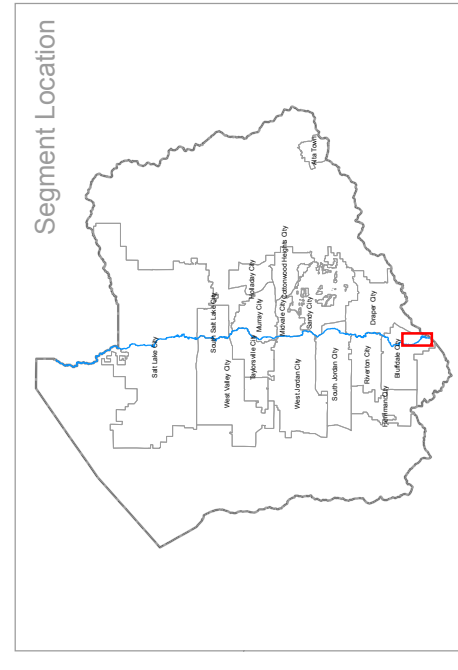 Segment Location
Alta Town
Salt Lake City
South Salt Lake City
Holladay City
Cottonwood Heights City
Murray City
Midvale City
Sandy City
Taylorsville City
West Valley City
West Jordan City
South Jordan City
Draper City
Riverton City
Bluffdale City
Herriman City